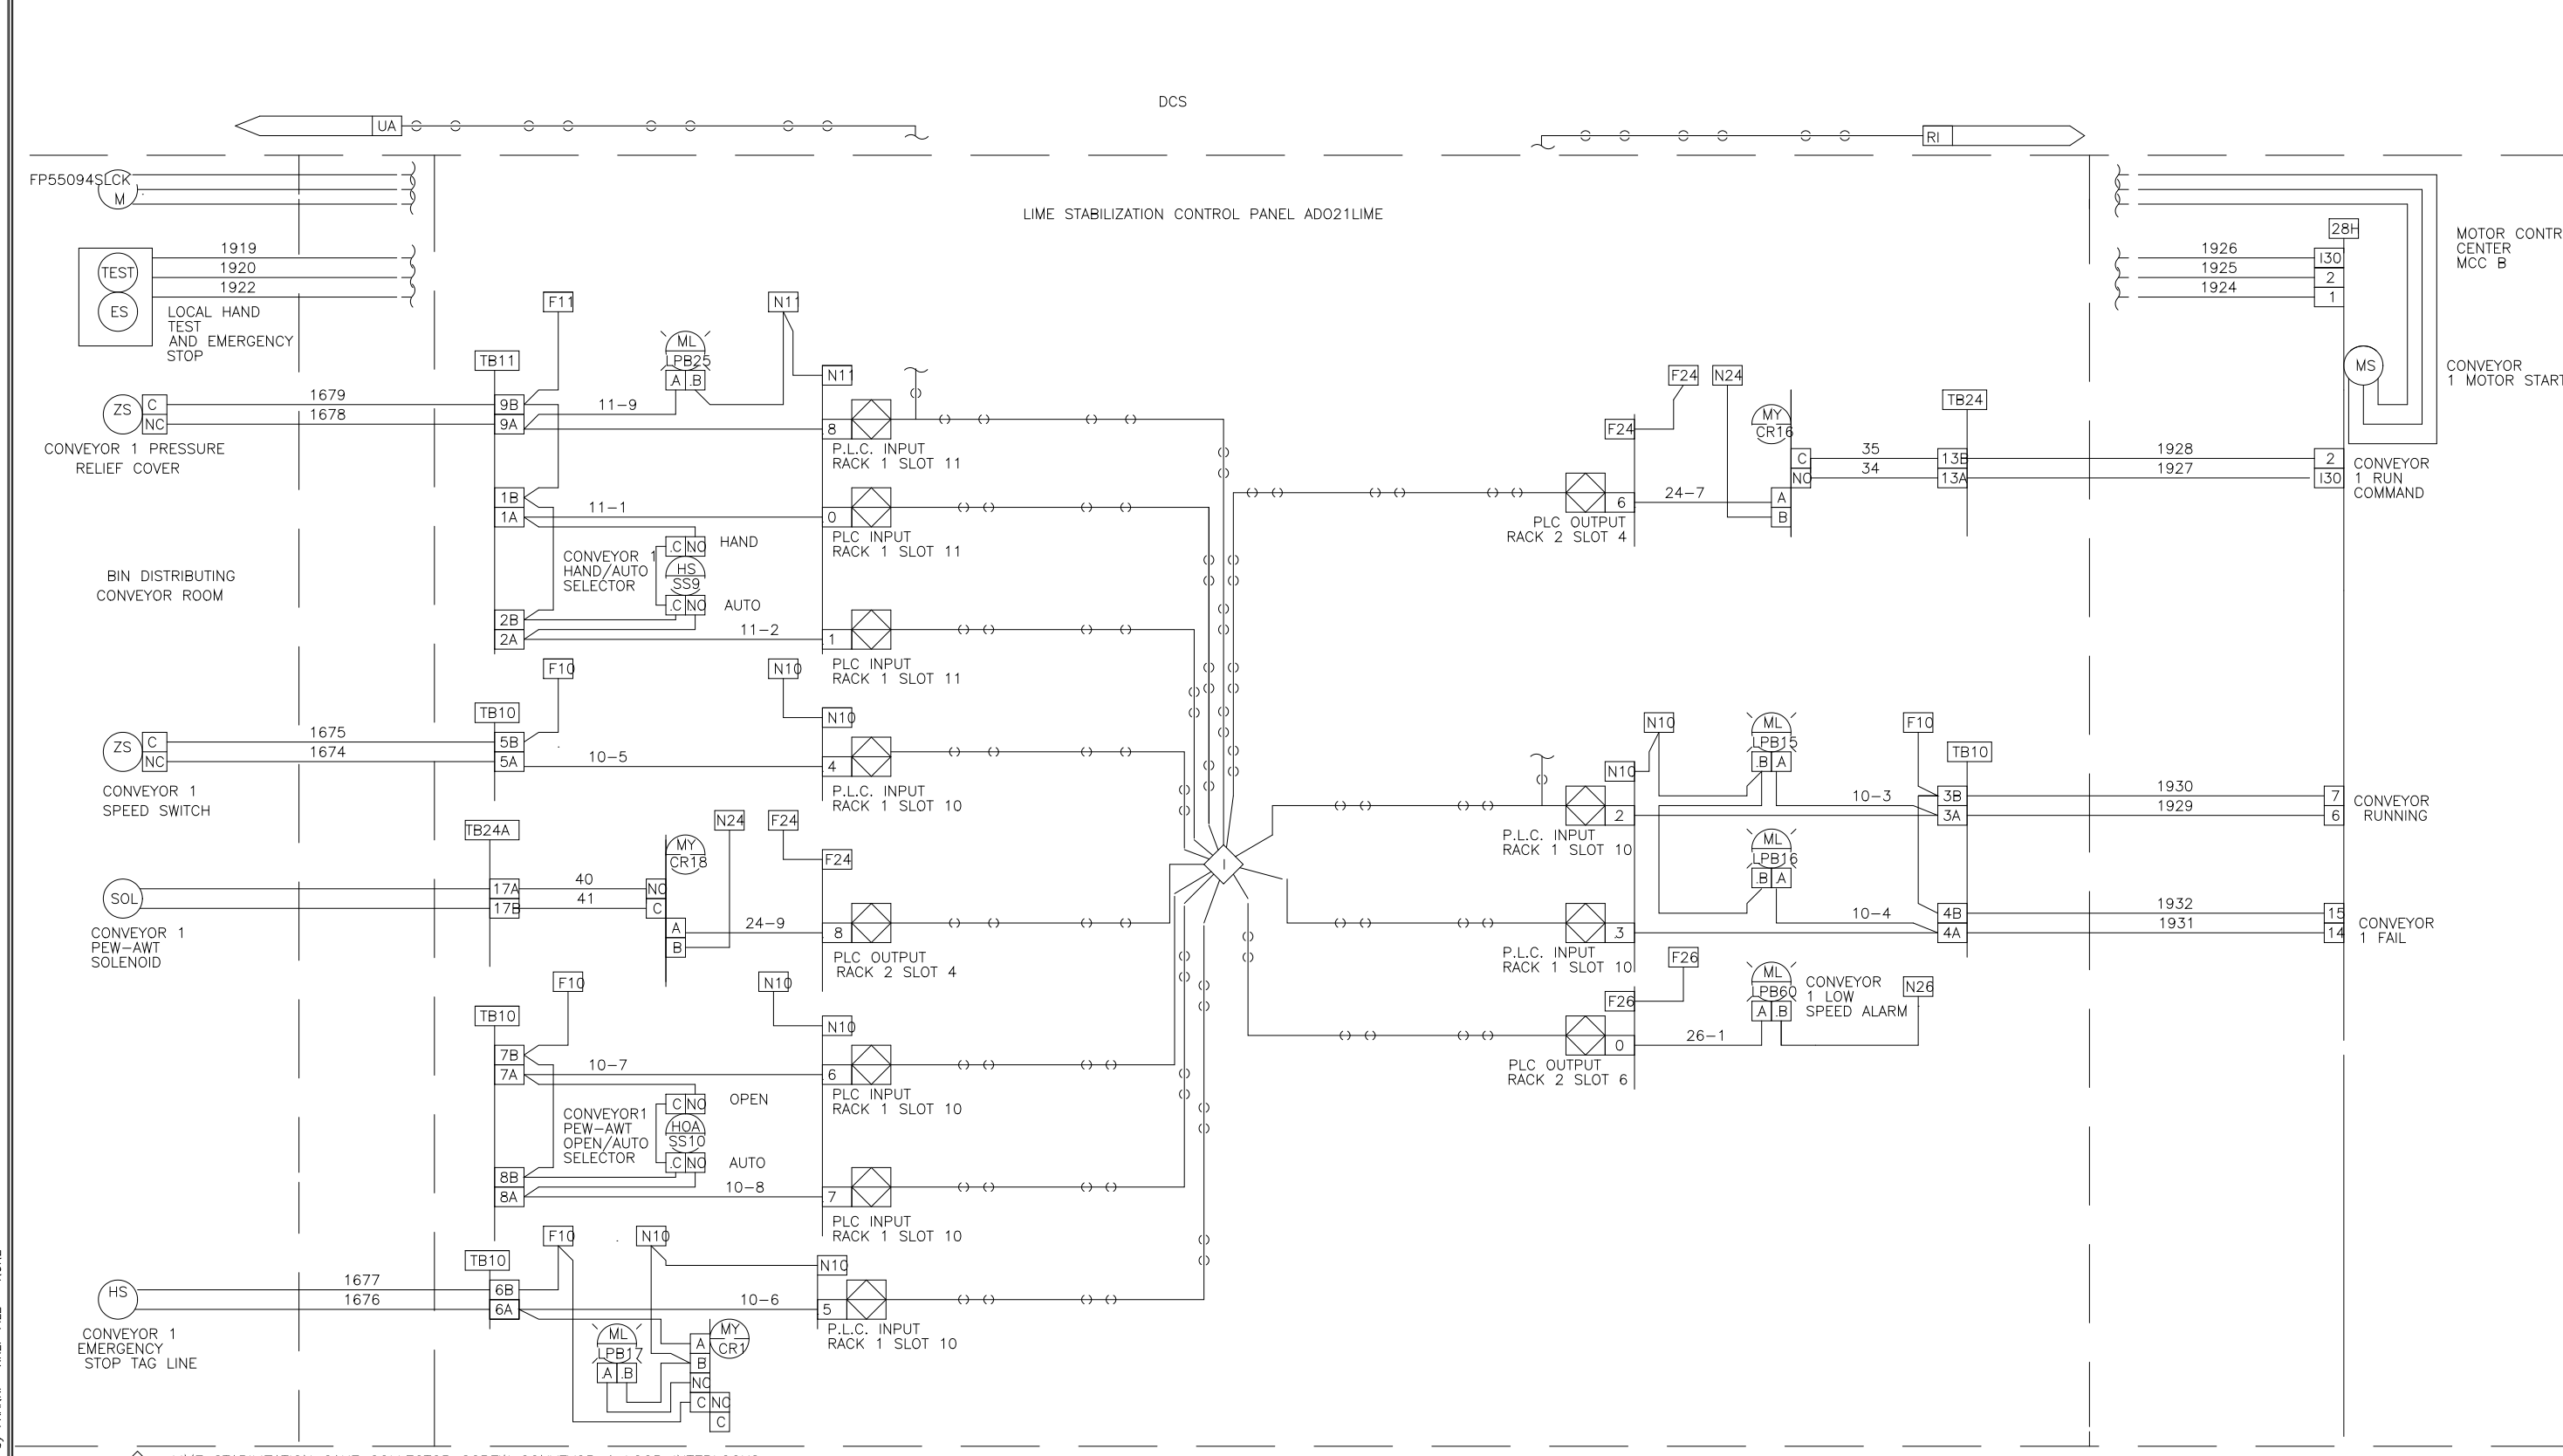 DCS
UA
RI
FP55094SLCK
M
LIME STABILIZATION CONTROL PANEL AD021LIME
1919
1920
1922
TEST
ES
LOCAL HAND
TEST
AND EMERGENCY
STOP
28H
1926
1925
1924
I30
2
1
MOTOR CONTR
CENTER
MCC B
MS
CONVEYOR
1 MOTOR START
F11
N11
ML
LPB25
.A .B
TB11
N11
ZS
C
NC
1679
1678
9B
9A
11-9
8
CONVEYOR 1 PRESSURE
RELIEF COVER
P.L.C. INPUT
RACK 1 SLOT 11
1B
1A
11-1
0
PLC INPUT
RACK 1 SLOT 11
.C NO
HAND
CONVEYOR 1
HAND/AUTO
SELECTOR
HS
SS9
.C NO
AUTO
2B
2A
11-2
1
PLC INPUT
RACK 1 SLOT 11
BIN DISTRIBUTING
CONVEYOR ROOM
F24
N24
F24
MY
CR16
TB24
C
NO
35
34
13B
13A
1928
1927
2
I30
CONVEYOR
1 RUN
COMMAND
6
24-7
A
B
PLC OUTPUT
RACK 2 SLOT 4
F10
N10
TB10
N10
ZS
C
NC
1675
1674
5B
5A
10-5
4
CONVEYOR 1
SPEED SWITCH
P.L.C. INPUT
RACK 1 SLOT 10
N10
ML
LPB15
.B A
F10
TB10
N10
2
10-3
3B
3A
1930
1929
7
6
CONVEYOR
RUNNING
P.L.C. INPUT
RACK 1 SLOT 10
TB24A
MY
CR18
N24
F24
F24
SOL
17A
17B
40
41
NO
C
A
B
24-9
8
CONVEYOR 1
PEW-AWT
SOLENOID
PLC OUTPUT
RACK 2 SLOT 4
I
ML
LPB16
.B A
.3
10-4
4B
4A
1932
1931
15
14
CONVEYOR
1 FAIL
P.L.C. INPUT
RACK 1 SLOT 10
F26
F26
ML
LPB60
A .B
CONVEYOR
1 LOW
SPEED ALARM
N26
0
26-1
PLC OUTPUT
RACK 2 SLOT 6
F10
N10
TB10
N10
7B
7A
10-7
6
PLC INPUT
RACK 1 SLOT 10
.C NO
OPEN
CONVEYOR1
PEW-AWT
OPEN/AUTO
SELECTOR
HOA
SS10
.C NO
AUTO
8B
8A
10-8
7
PLC INPUT
RACK 1 SLOT 10
F10
N10
TB10
N10
HS
1677
1676
6B
6A
10-6
5
CONVEYOR 1
EMERGENCY
STOP TAG LINE
P.L.C. INPUT
RACK 1 SLOT 10
ML
LPB17
.A .B
MY
CR1
A
B
NO
C NC
C